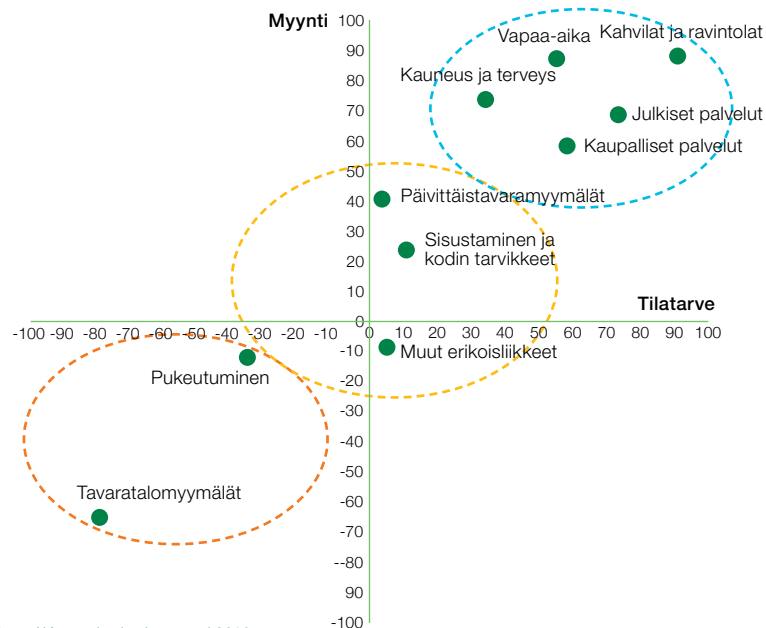 Myynti
100
90
80
70
60
50
40
30
20
10
Vapaa-aika
Kahvilat ja ravintolat
Kauneus ja terveys
Julkiset palvelut
Kaupalliset palvelut
Päivittäistavaramyymälät
Sisustaminen ja
kodin tarvikkeet
Tilatarve
-100 -90 -80 -70 -60 -50 -40 -30 -20 -10 0 10 20 30 40 50 60 70 80 90 100
-10
-20
-30
-40
-50
-60
-70
--80
90
-100
Muut erikoisliikkeet
Pukeutuminen
Tavaratalomyymälät